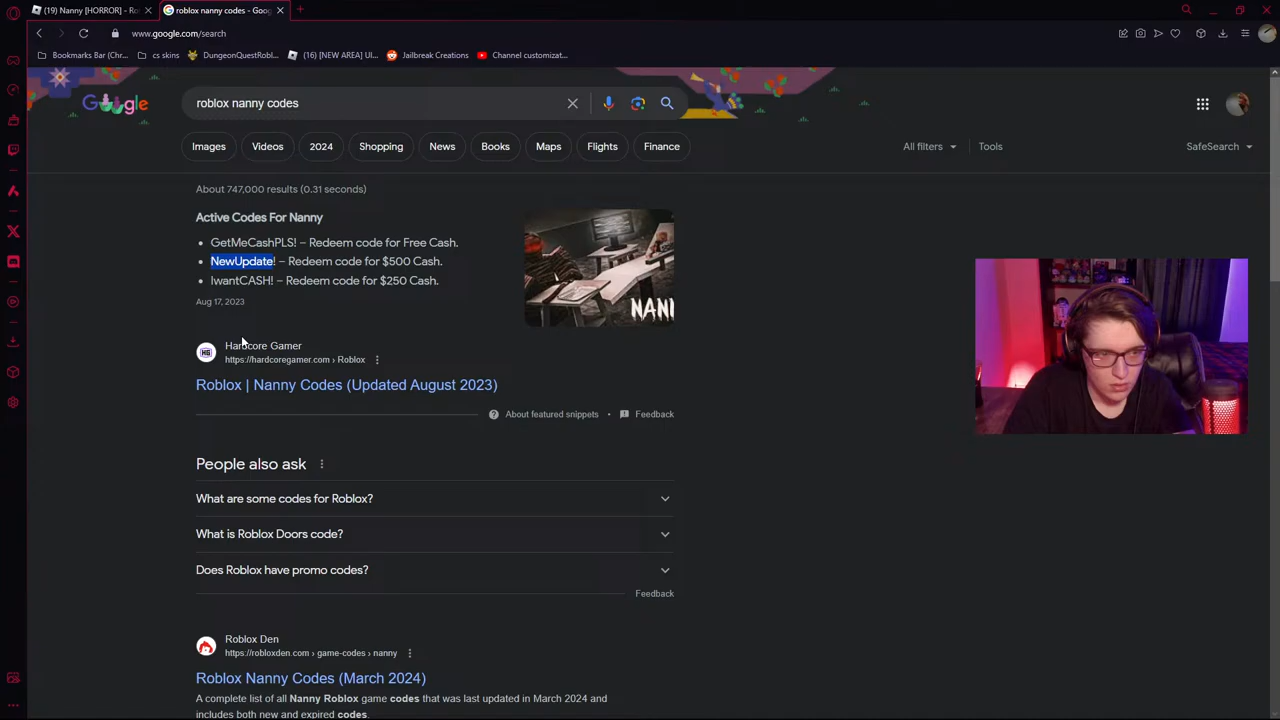 (19) Nanny [HORROR] - Ro
roblox nanny codes - Goog
www.google.com/search
Bookmarks Bar (Chr...
cs skins
DungeonQuestRobl...
(16) [NEW AREA] Ul...
Jailbreak Creations
Channel customizat...
Google
roblox nanny codes
Images
Videos
2024
Shopping
News
Books
Maps
Flights
Finance
All filters
Tools
SafeSearch
About 747,000 results (0.31 seconds)
Active Codes For Nanny
GetMeCashPLS! – Redeem code for Free Cash.
NewUpdate! – Redeem code for $500 Cash.
IwantCASH! – Redeem code for $250 Cash.
Aug 17, 2023
NANN
Hardcore Gamer
HG
https://hardcoregamer.com › Roblox
Roblox | Nanny Codes (Updated August 2023)
About featured snippets
Feedback
People also ask
What are some codes for Roblox?
What is Roblox Doors code?
Does Roblox have promo codes?
Feedback
Roblox Den
https://robloxden.com › game-codes › nanny
Roblox Nanny Codes (March 2024)
A complete list of all Nanny Roblox game codes that was last updated in March 2024 and
includes both new and expired codes.